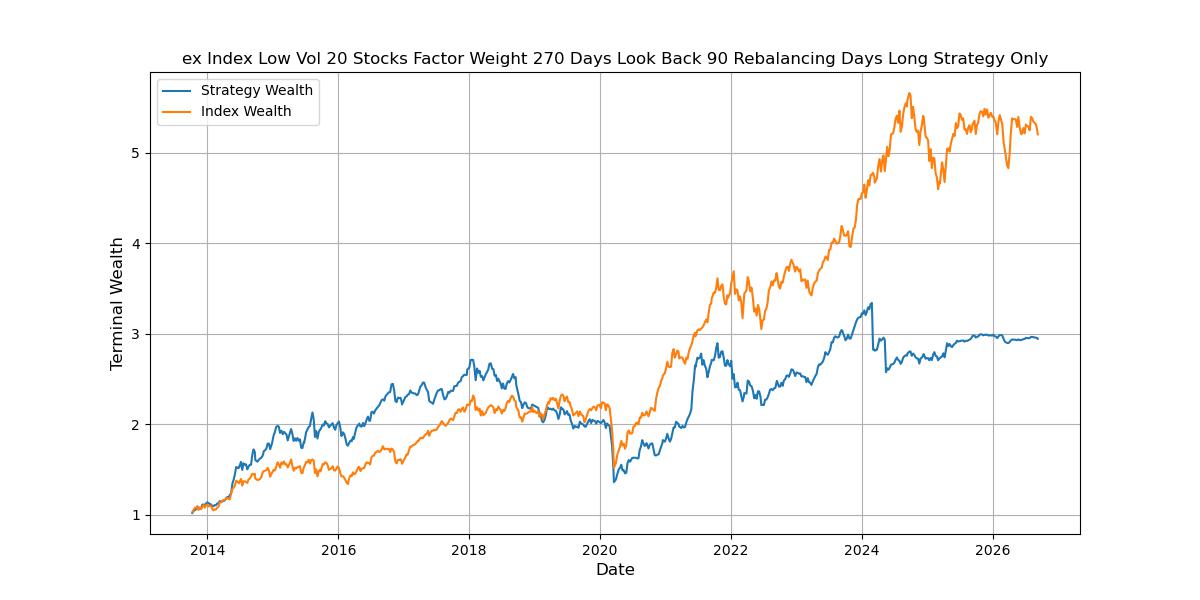 ex Index Low Vol 20 Stocks Factor Weight 270 Days Look Back 90 Rebalancing Days Long Strategy Only
Strategy Wealth
Index Wealth
5
4
3
2
1
Terminal Wealth
2014 2016 2018 2020 2022 2024 2026
Date